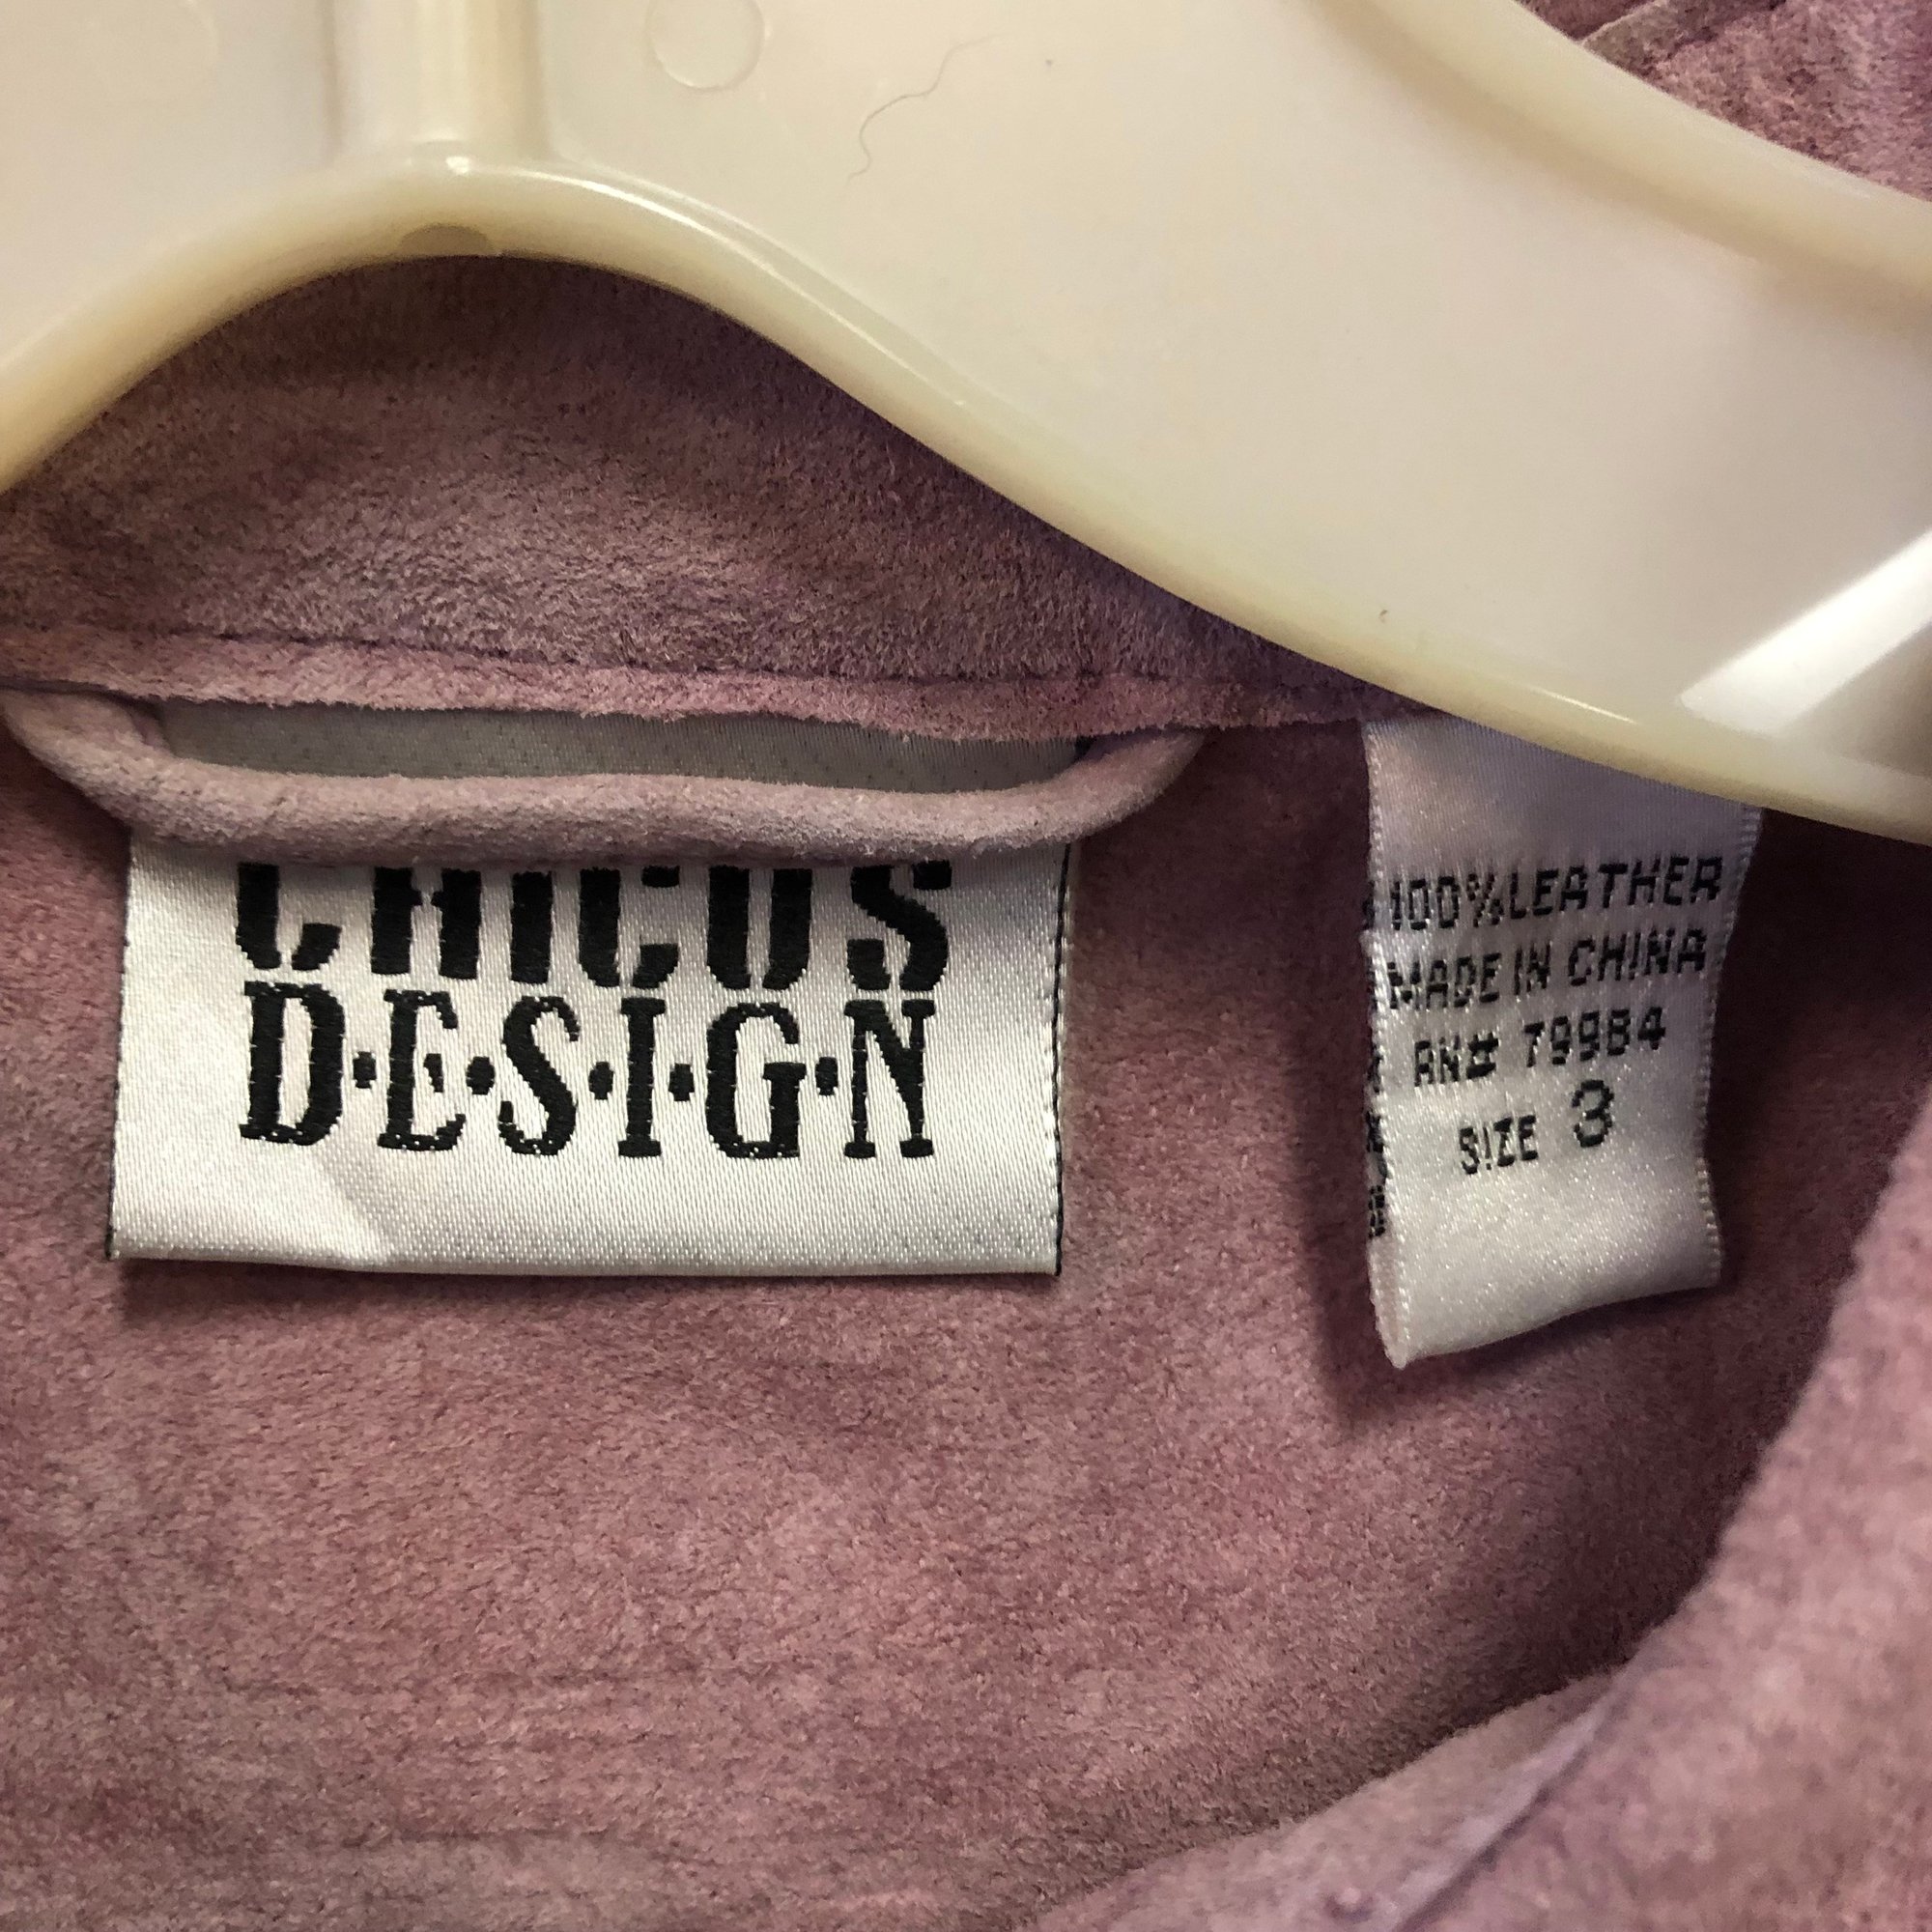 CHICOS
D·E·S·I·G·N
100% LEATHER
MADE IN CHINA
RN# 79984
SIZE 3